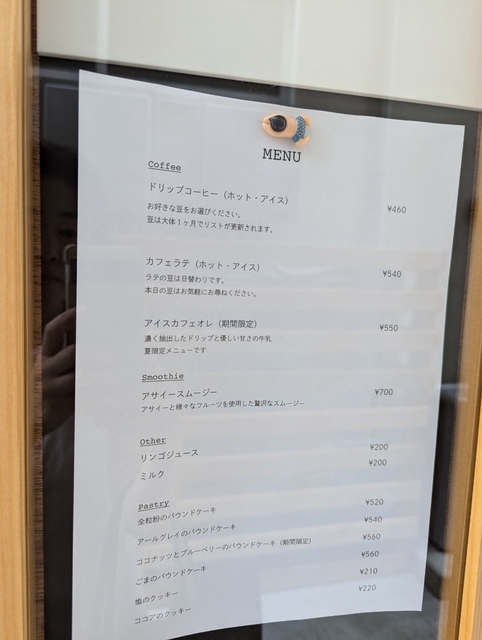 MENU
Coffee
ドリップコーヒー（ホット・アイス） ¥460
お好きな豆をお選びください。
豆は大体1ヶ月でリストが更新されます。
カフェラテ（ホット・アイス） ¥540
ラテの豆は日替わりです。
本日の豆はお気軽にお尋ねください。
アイスカフェオレ（期間限定） ¥550
濃く抽出したドリップと優しい甘さの牛乳
夏限定メニューです
Smoothie
アサイースムージー ¥700
アサイーと様々なフルーツを使用した贅沢なスムージー
Other
リンゴジュース ¥200
ミルク ¥200
Pastry
全粒粉のパウンドケーキ ¥520
アールグレイのパウンドケーキ ¥540
ココナッツとブルーベリーのパウンドケーキ（期間限定） ¥560
ごまのパウンドケーキ ¥560
塩のクッキー ¥210
ココアのクッキー ¥220